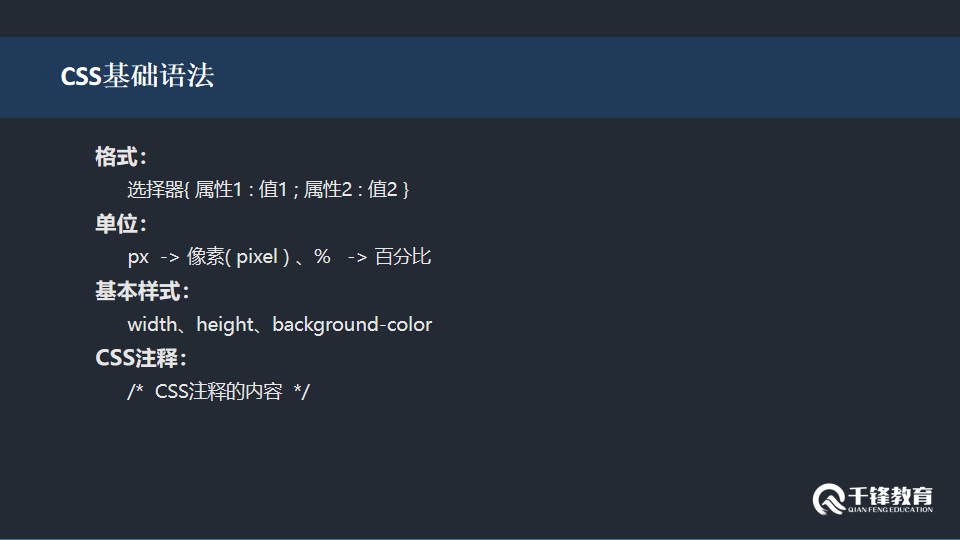 CSS基础语法
格式：
选择器{ 属性1 : 值1 ; 属性2 : 值2 }
单位：
px -> 像素( pixel ) 、% -> 百分比
基本样式：
width、height、background-color
CSS注释：
/* CSS注释的内容 */
千锋教育
QIAN FENG EDUCATION